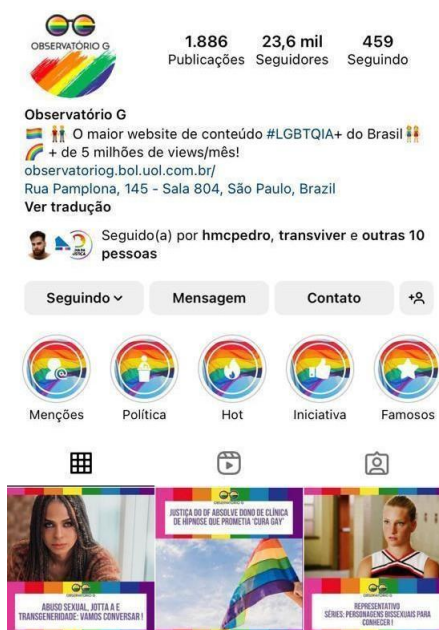 OBSERVATÓRIO G
1.886 23,6 mil 459
Publicações Seguidores Seguindo
Observatório G
O maior website de conteúdo #LGBTQIA+ do Brasil
+ de 5 milhões de views/mês!
observatoriog.bol.uol.com.br/
Rua Pamplona, 145 - Sala 804, São Paulo, Brazil
Ver tradução
Seguido(a) por hmcpedro, transviver e outras 10
pessoas
Seguindo Mensagem Contato
Menções Política Hot Iniciativa Famosos
OBSERVATÓRIO G
ABUSO SEXUAL, JOTTA A E
TRANSGENERIDADE: VAMOS CONVERSAR !
OBSERVATÓRIO G
JUSTIÇA DO DF ABSOLVE DONO DE CLÍNICA
DE HIPNOSE QUE PROMETIA 'CURA GAY'
OBSERVATÓRIO G
REPRESENTATIVO
SÉRIES: PERSONAGENS BISSEXUAIS PARA
CONHECER !